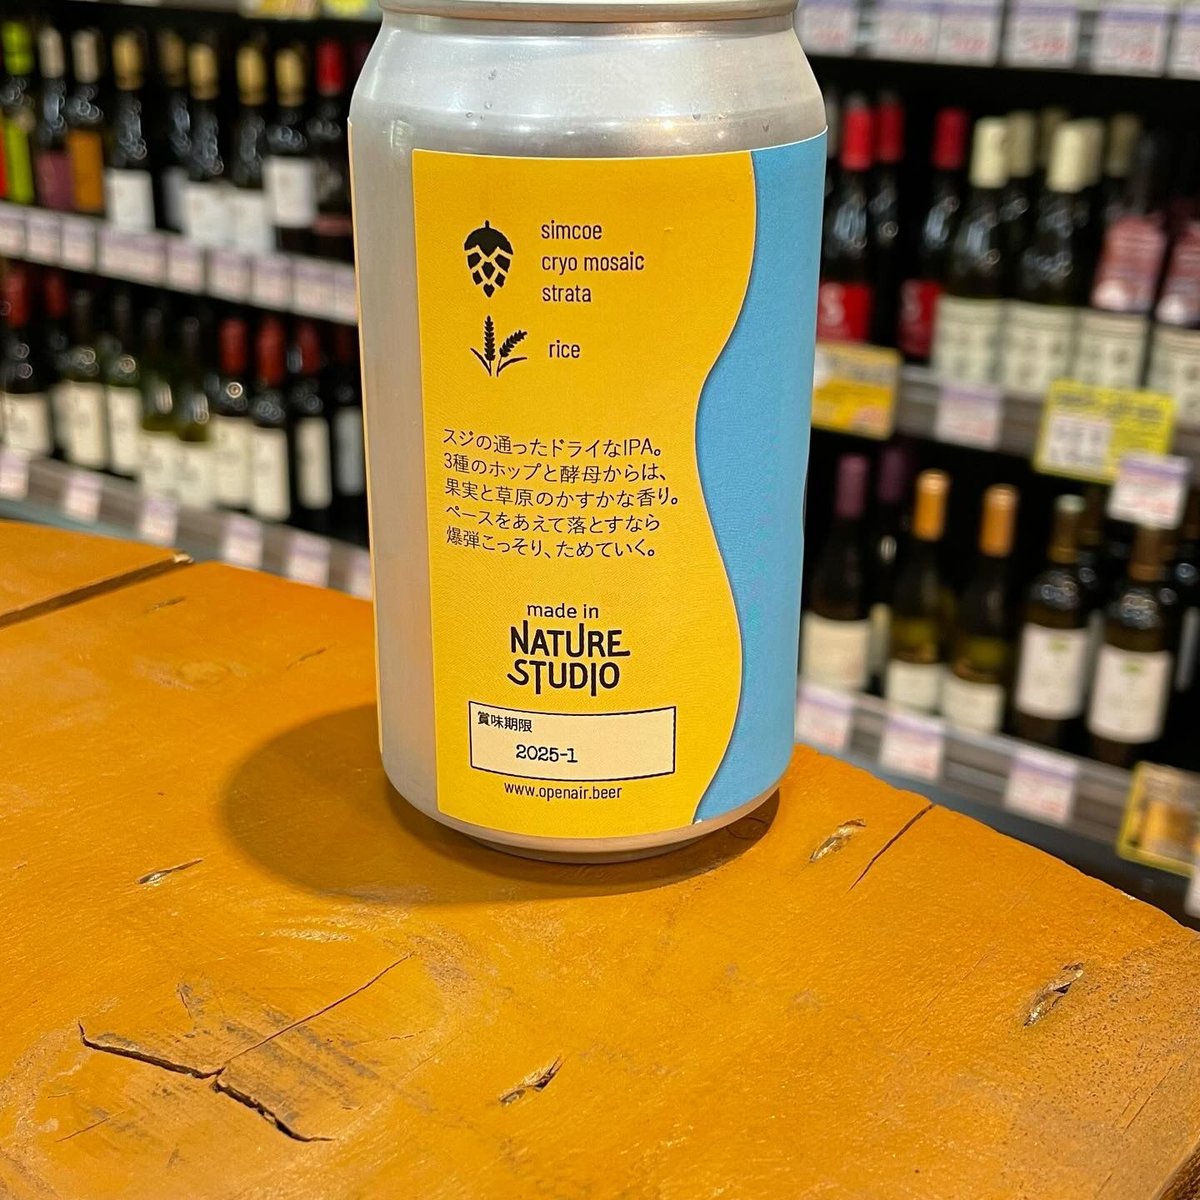 simcoe
cryo mosaic
strata
rice
スジの通ったドライなIPA。
3種のホップと酵母からは、
果実と草原のかすかな香り。
ペースをあえて落とすなら
爆弾こっそり、ためていく。
made in
NATURE
STUDIO
賞味期限
2025-1
www.openair.beer